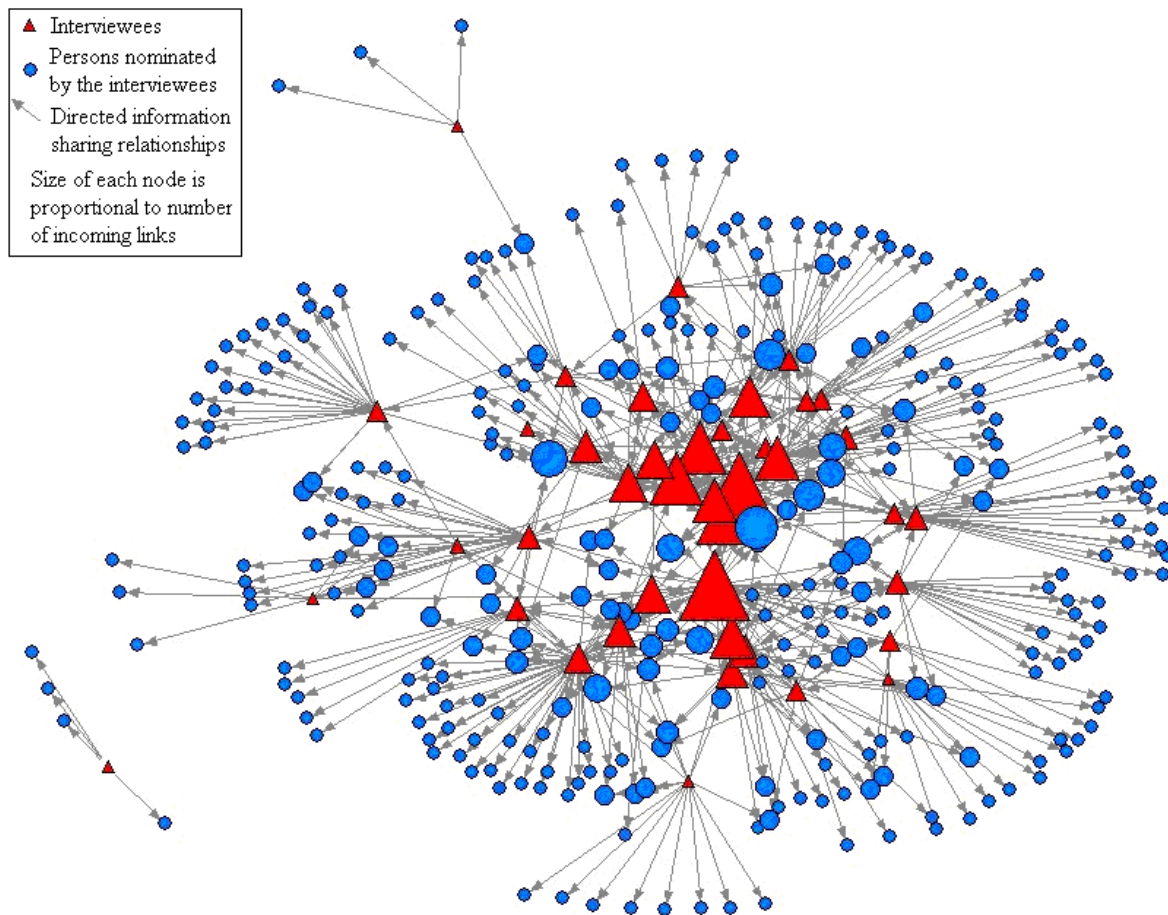 Interviewees
Persons nominated
by the interviewees
Directed information
sharing relationships
Size of each node is
proportional to number
of incoming links